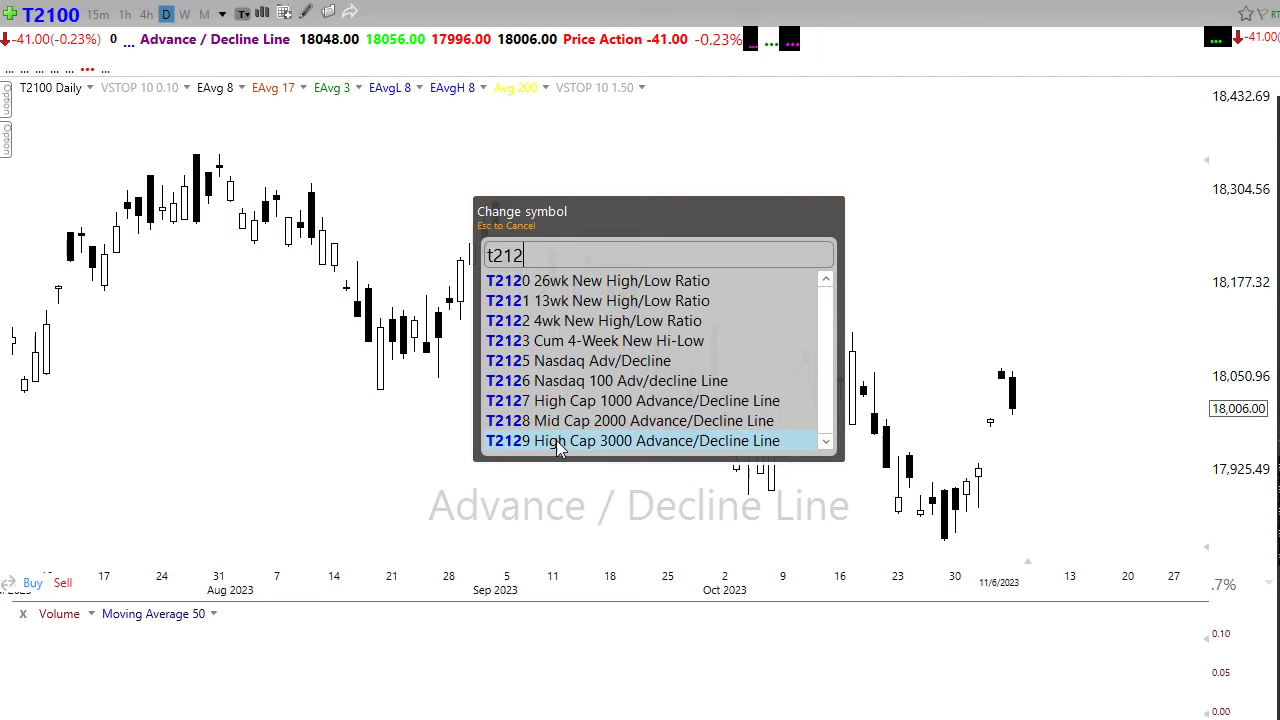 T2100 15m 1h 4h D W M T
-41.00(-0.23%) 0 ... Advance / Decline Line 18048.00 18056.00 17996.00 18006.00 Price Action -41.00 -0.23% ... ... ... ... -41.00(
... ... ... ... ... ... ...
T2100 Daily VSTOP 10 0.10 EAvg 8 EAvg 17 EAvg 3 EAvgL 8 EAvgH 8 Avg 200 VSTOP 10 1.50
Option
Option
18,432.69
18,304.56
18,177.32
18,050.96
18,006.00
17,925.49
Change symbol
Esc to Cancel
t212
T2120 26wk New High/Low Ratio
T2121 13wk New High/Low Ratio
T2122 4wk New High/Low Ratio
T2123 Cum 4-Week New Hi-Low
T2125 Nasdaq Adv/Decline
T2126 Nasdaq 100 Adv/decline Line
T2127 High Cap 1000 Advance/Decline Line
T2128 Mid Cap 2000 Advance/Decline Line
T2129 High Cap 3000 Advance/Decline Line
Advance / Decline Line
17 24 31 7 14 21 28 5 11 18 25 2 9 16 23 30 11/6/2023 13 20 27
Buy Sell .7%
Aug 2023 Sep 2023 Oct 2023
X Volume Moving Average 50
0.10
0.05
0.00